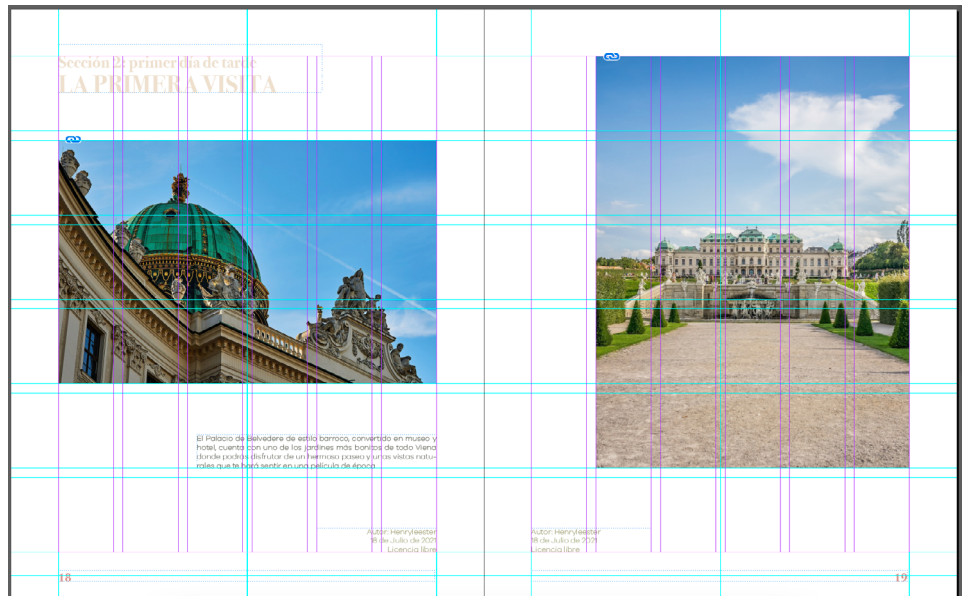 Sección 2: primer día de tarde
LA PRIMERA VISITA
El Palacio de Belvedere de estilo barroco, convertido en museo y
hotel, cuenta con uno de los jardines más bonitos de todo Viena
donde podrás disfrutar de un hermoso paseo y unas vistas natu-
rales que te hará sentir en una película de época.
Autor: Henryleester
18 de Julio de 2021
Licencia libre
Autor: Henryleester
18 de Julio de 2021
Licencia libre
18
19